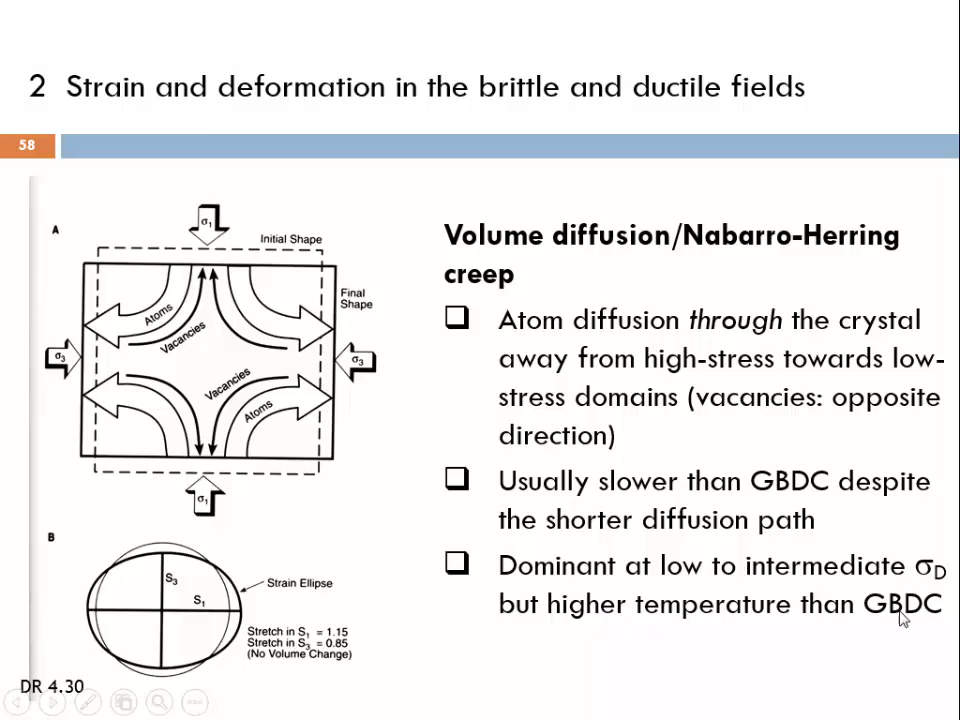 2 Strain and deformation in the brittle and ductile fields
58
A
σ1
Initial Shape
Final
Shape
Atoms
Vacancies
σ3
σ3
Vacancies
Atoms
σ1
B
S3
S1
Strain Ellipse
Stretch in S1 = 1.15
Stretch in S3 = 0.85
(No Volume Change)
DR 4.30
Volume diffusion/Nabarro-Herring
creep
Atom diffusion through the crystal
away from high-stress towards low-
stress domains (vacancies: opposite
direction)
Usually slower than GBDC despite
the shorter diffusion path
Dominant at low to intermediate σD
but higher temperature than GBDC